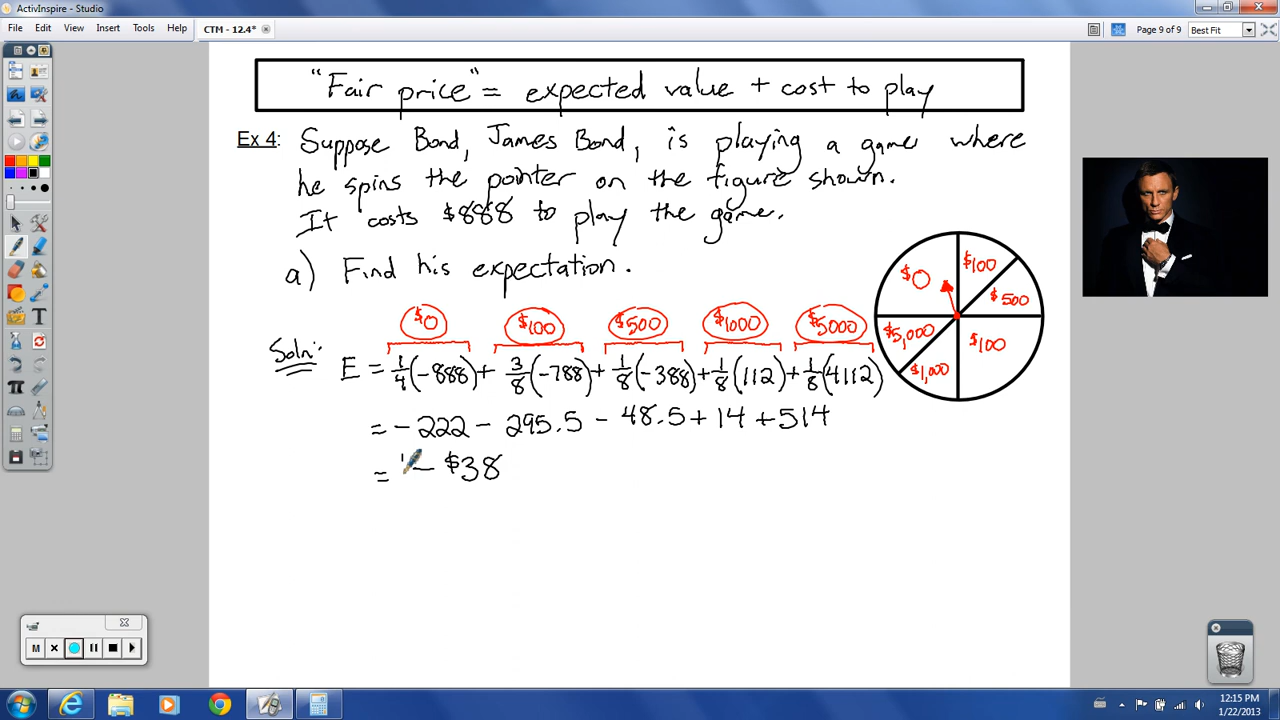 ActivInspire - Studio
File Edit View Insert Tools Help CTM - 12.4* Page 9 of 9 Best Fit
"Fair price" = expected value + cost to play
Ex 4: Suppose Bond, James Bond, is playing a game where
he spins the pointer on the figure shown.
It costs $888 to play the game.
a) Find his expectation.
$0 $100 $500 $1000 $5000
Soln: E = 1/4(-888) + 3/8(-788) + 1/8(-388) + 1/8(112) + 1/8(4112)
= -222 - 295.5 - 48.5 + 14 + 514
= - $38
$0 $100
$500
$5,000 $100
$1,000
M
12:15 PM
1/22/2013